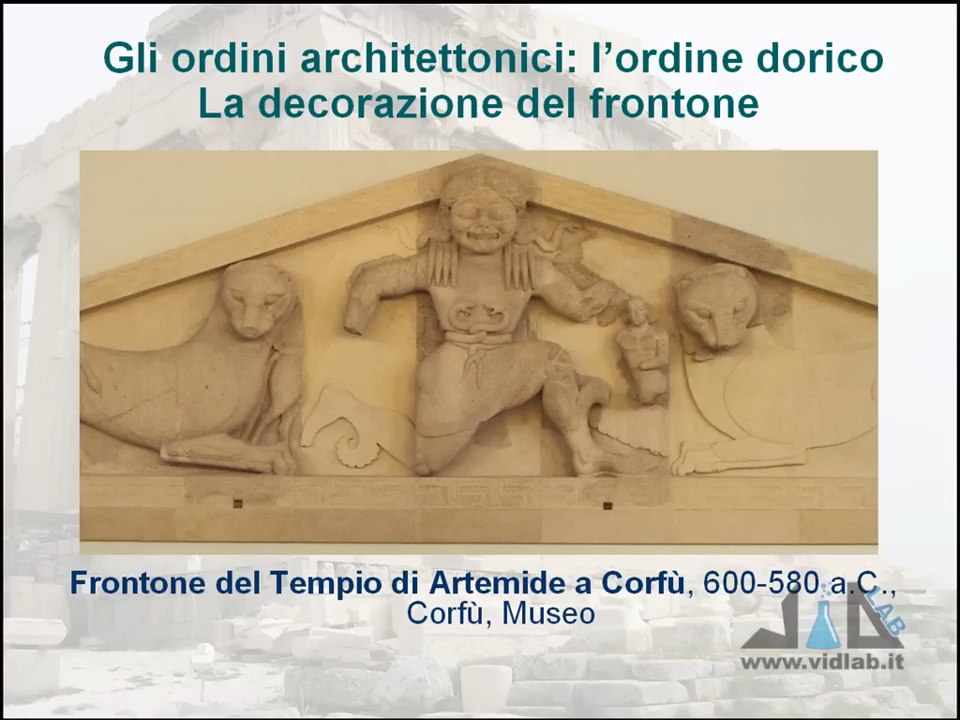 Gli ordini architettonici: l’ordine dorico
La decorazione del frontone
Frontone del Tempio di Artemide a Corfù, 600-580 a.C.,
Corfù, Museo
LAB
www.vidlab.it